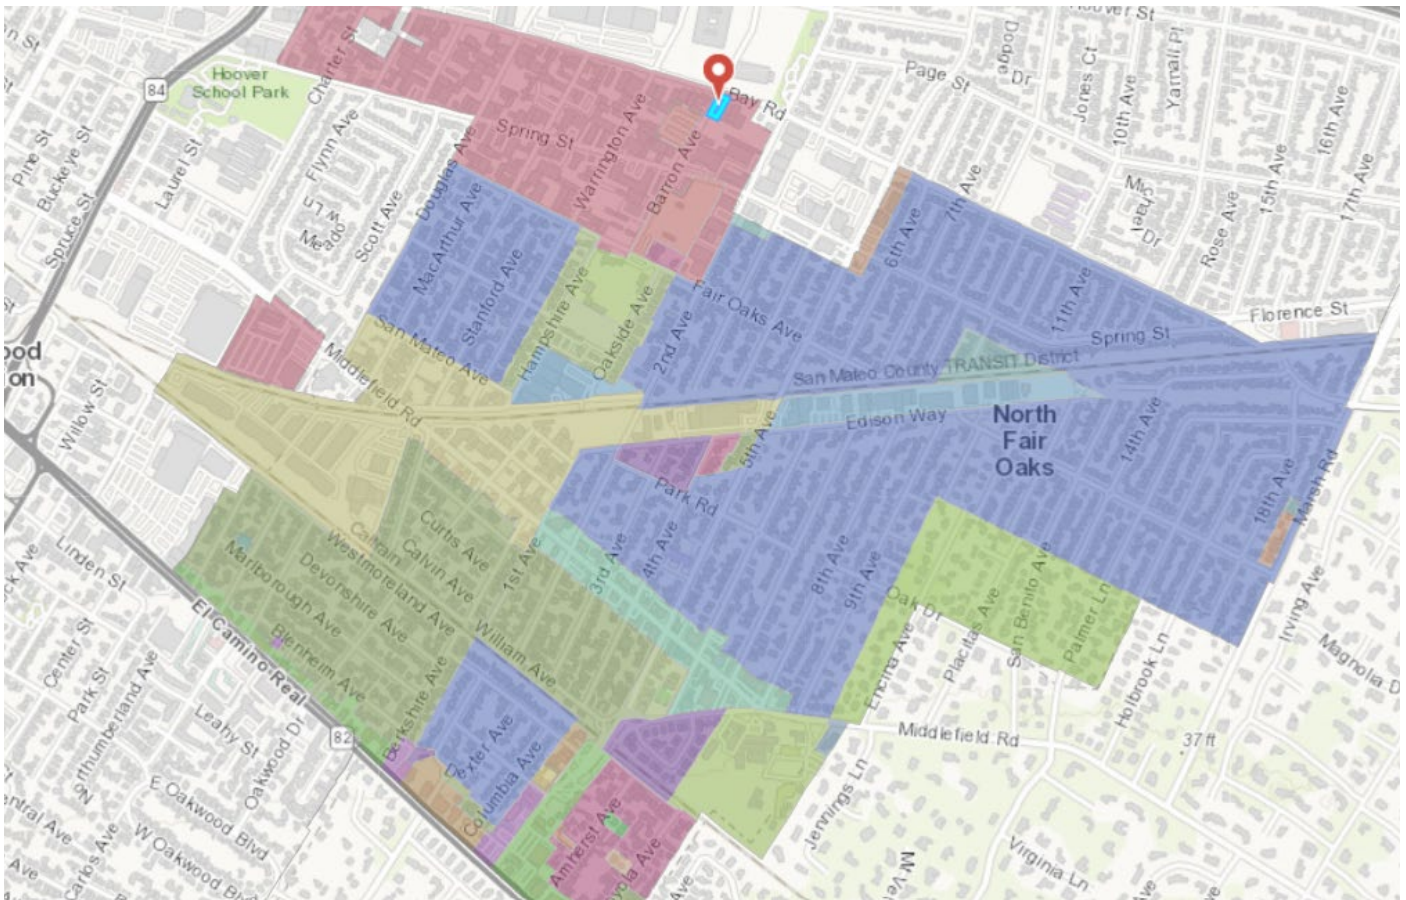 Hoover St
Dodge
Dr
Page St
Jones Ct
Yarnall Pl
10th Ave
16th Ave
15th Ave
17th Ave
Hoover
School Park
84
Charter St
Bay Rd
Pine St
Buckeye St
Spruce St
Laurel St
Flynn Ave
Spring St
Warrington Ave
Barron Ave
Douglas Ave
Scott Ave
MacArthur Ave
Stanford Ave
6th Ave
7th Ave
Michael
Dr
Rose Ave
11th Ave
Hampshire Ave
Oakside Ave
Fair Oaks Ave
2nd Ave
Spring St
Florence St
San Mateo Ave
Middlefield Rd
San Mateo County TRANSIT District
Edison Way
North
Fair
Oaks
Willow St
5th Ave
14th Ave
18th Ave
Marsh Rd
Park Rd
3rd Ave
4th Ave
8th Ave
9th Ave
Caltrain
Westmoreland Ave
Curtis Ave
Calvin Ave
1st Ave
William Ave
Linden St
Marlborough Ave
Devonshire Ave
Blenheim Ave
El Camino Real
82
Berkshire Ave
Dexter Ave
Columbia Ave
Amherst Ave
Oak Dr
Encina Ave
Placitas Ave
San Benito Ave
Palmer Ln
Holbrook Ln
Irving Ave
Magnolia D
Middlefield Rd
37 ft
Jennings Ln
Virginia Ln
Center St
Park St
Leahy St
Oakwood Dr
E Oakwood Blvd
W Oakwood Blv